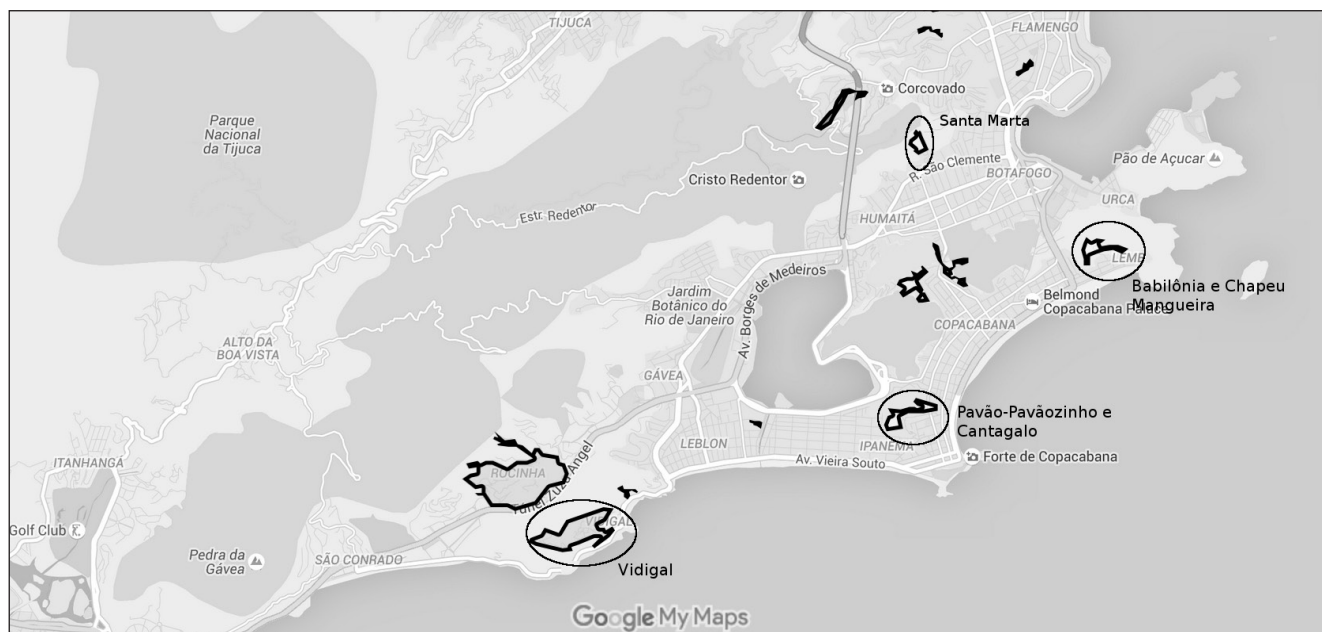 TIJUCA
FLAMENGO
Corcovado
Parque
Nacional
da Tijuca
Santa Marta
R. São Clemente
Pão de Açucar
BOTAFOGO
Cristo Redentor
URCA
Estr. Redentor
HUMAITÁ
LEME
Av. Borges de Medeiros
Babilônia e Chapeu
Mangueira
Jardim
Botânico do
Rio de Janeiro
Belmond
Copacabana Palace
COPACABANA
ALTO DA
BOA VISTA
GÁVEA
Pavão-Pavãozinho e
Cantagalo
LEBLON
IPANEMA
Av. Vieira Souto
Forte de Copacabana
ITANHANGÁ
ROCINHA
Túnel Zuzu Angel
VIDIGAL
Golf Club
Pedra da
Gávea
SÃO CONRADO
Vidigal
Google My Maps